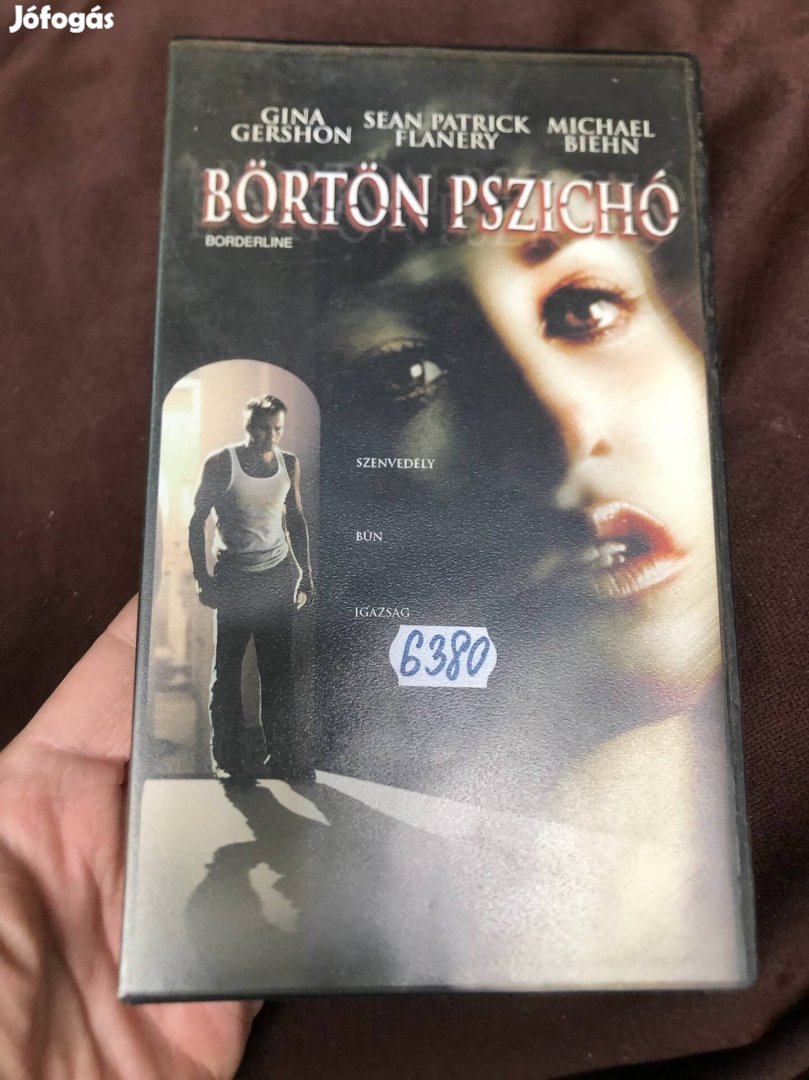 Jófogás
GINA GERSHON
SEAN PATRICK FLANERY
MICHAEL BIEHN
BÖRTÖN PSZICHÓ
BORDERLINE
SZENVEDÉLY
BŰN
IGAZSÁG
6380